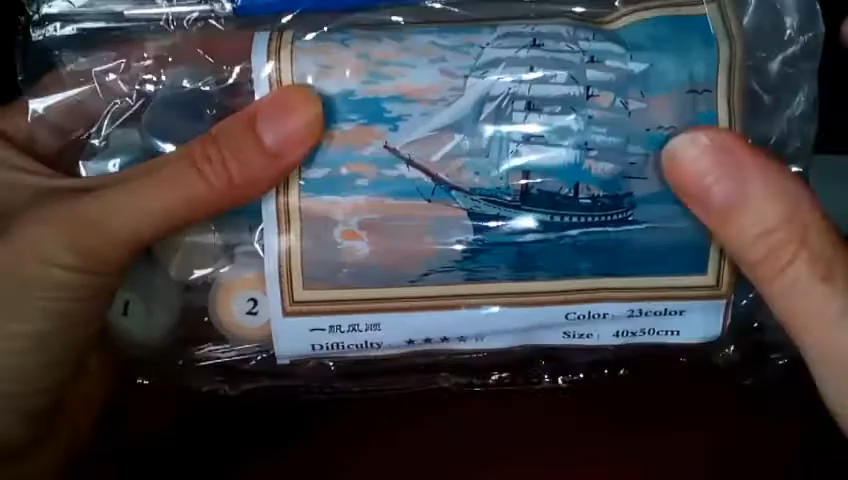 1
2
一帆风顺
Color: 23color
Difficulty ★★★★☆
Size: 40x50cm